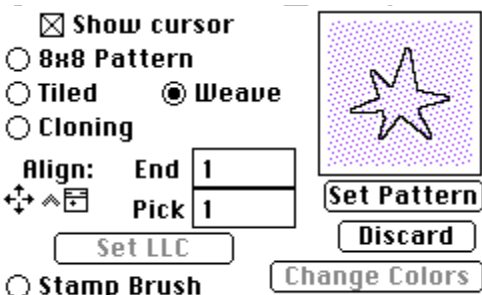 Show cursor
8x8 Pattern
Tiled Weave
Cloning
Align: End 1
Pick 1
Set LLC
Stamp Brush
Set Pattern
Discard
Change Colors